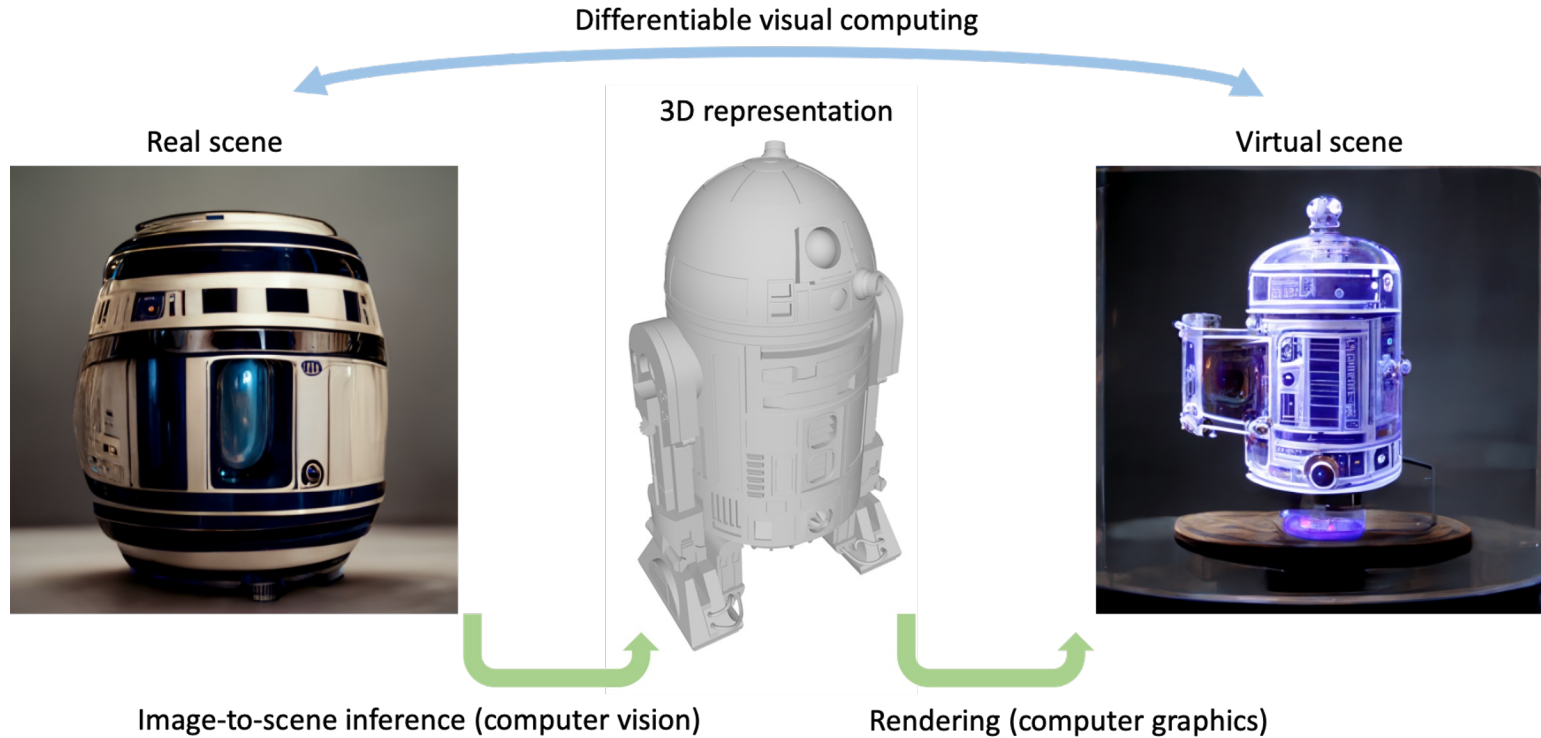 Differentiable visual computing
3D representation
Real scene
Virtual scene
Image-to-scene inference (computer vision)
Rendering (computer graphics)